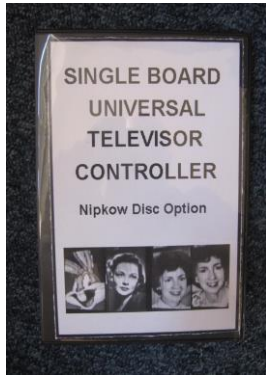 SINGLE BOARD
UNIVERSAL
TELEVISOR
CONTROLLER
Nipkow Disc Option